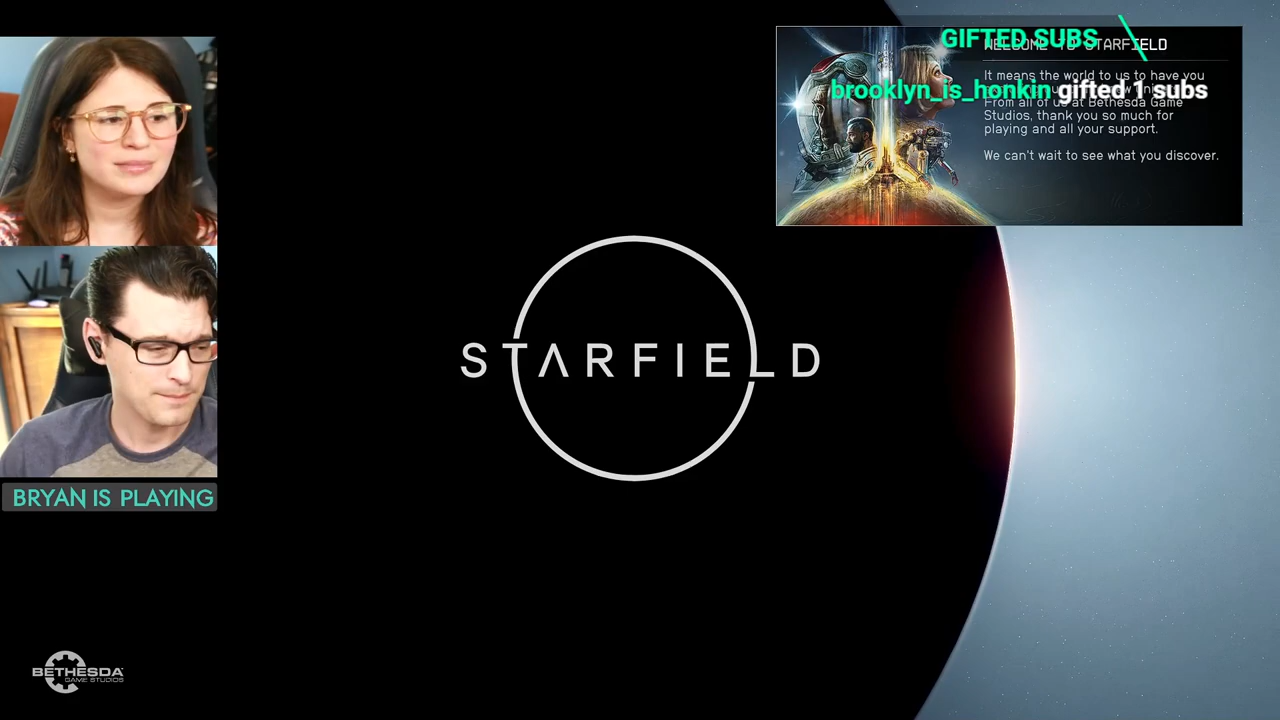 GIFTED SUBS
WELCOME TO STARFIELD
It means the world to us to have you
brooklyn_is_honkin gifted 1 subs
From all of us at Bethesda Game
Studios, thank you so much for
playing and all your support.
We can't wait to see what you discover.
STARFIELD
BRYAN IS PLAYING
BETHESDA
GAME STUDIOS